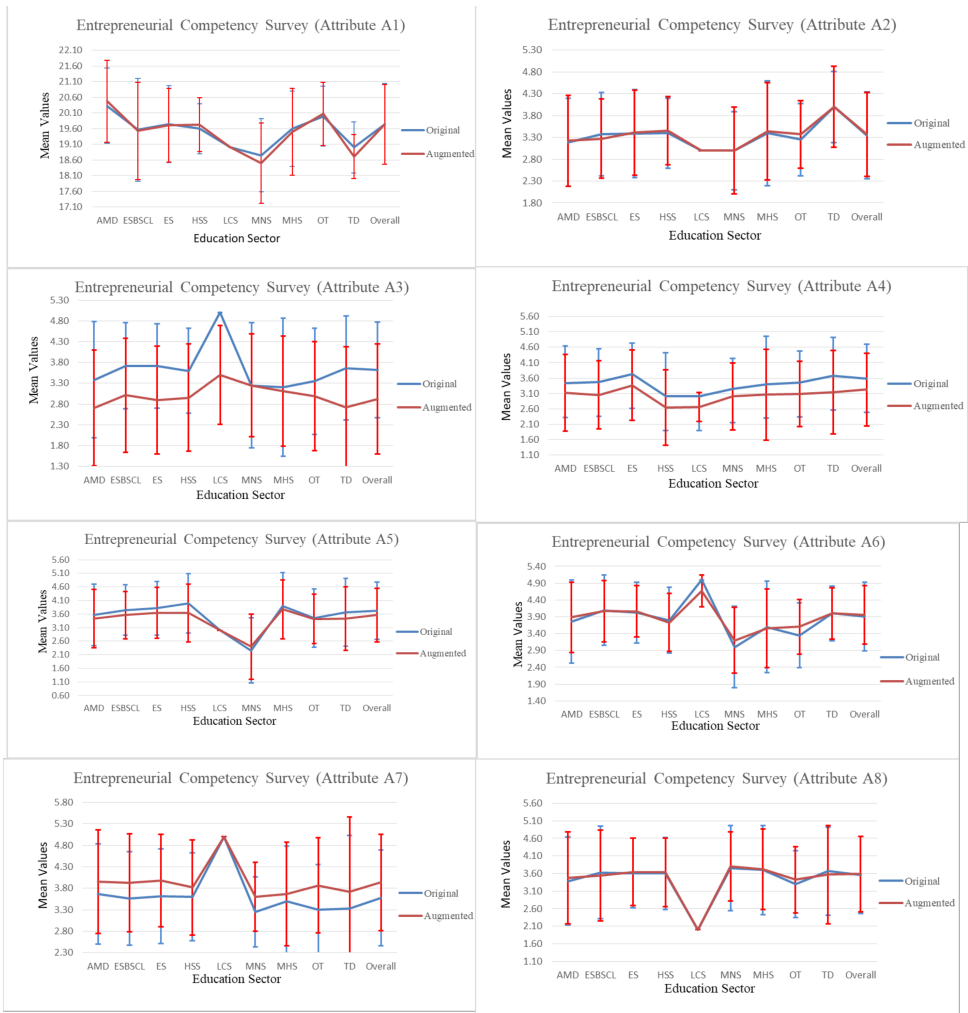 Entrepreneurial Competency Survey (Attribute A1)
22.10
21.60
21.10
20.60
20.10
19.60
19.10
18.60
18.10
17.60
17.10
Mean Values
AMD ESBSCL ES HSS LCS MNS MHS OT TD Overall
Education Sector
Original
Augmented
Entrepreneurial Competency Survey (Attribute A2)
5.30
4.80
4.30
3.80
3.30
2.80
2.30
1.80
Mean Values
AMD ESBSCL ES HSS LCS MNS MHS OT TD Overall
Education Sector
Original
Augmented
Entrepreneurial Competency Survey (Attribute A3)
5.30
4.80
4.30
3.80
3.30
2.80
2.30
1.80
1.30
Mean Values
AMD ESBSCL ES HSS LCS MNS MHS OT TD Overall
Education Sector
Original
Augmented
Entrepreneurial Competency Survey (Attribute A4)
5.60
5.10
4.60
4.10
3.60
3.10
2.60
2.10
1.60
1.10
Mean Values
AMD ESBSCL ES HSS LCS MNS MHS OT TD Overall
Education Sector
Original
Augmented
Entrepreneurial Competency Survey (Attribute A5)
5.60
5.10
4.60
4.10
3.60
3.10
2.60
2.10
1.60
1.10
0.60
Mean Values
AMD ESBSCL ES HSS LCS MNS MHS OT TD Overall
Education Sector
Original
Augmented
Entrepreneurial Competency Survey (Attribute A6)
5.40
4.90
4.40
3.90
3.40
2.90
2.40
1.90
1.40
Mean Values
AMD ESBSCL ES HSS LCS MNS MHS OT TD Overall
Education Sector
Original
Augmented
Entrepreneurial Competency Survey (Attribute A7)
5.80
5.30
4.80
4.30
3.80
3.30
2.80
2.30
Mean Values
AMD ESBSCL ES HSS LCS MNS MHS OT TD Overall
Education Sector
Original
Augmented
Entrepreneurial Competency Survey (Attribute A8)
5.60
5.10
4.60
4.10
3.60
3.10
2.60
2.10
1.60
1.10
Mean Values
AMD ESBSCL ES HSS LCS MNS MHS OT TD Overall
Education Sector
Original
Augmented